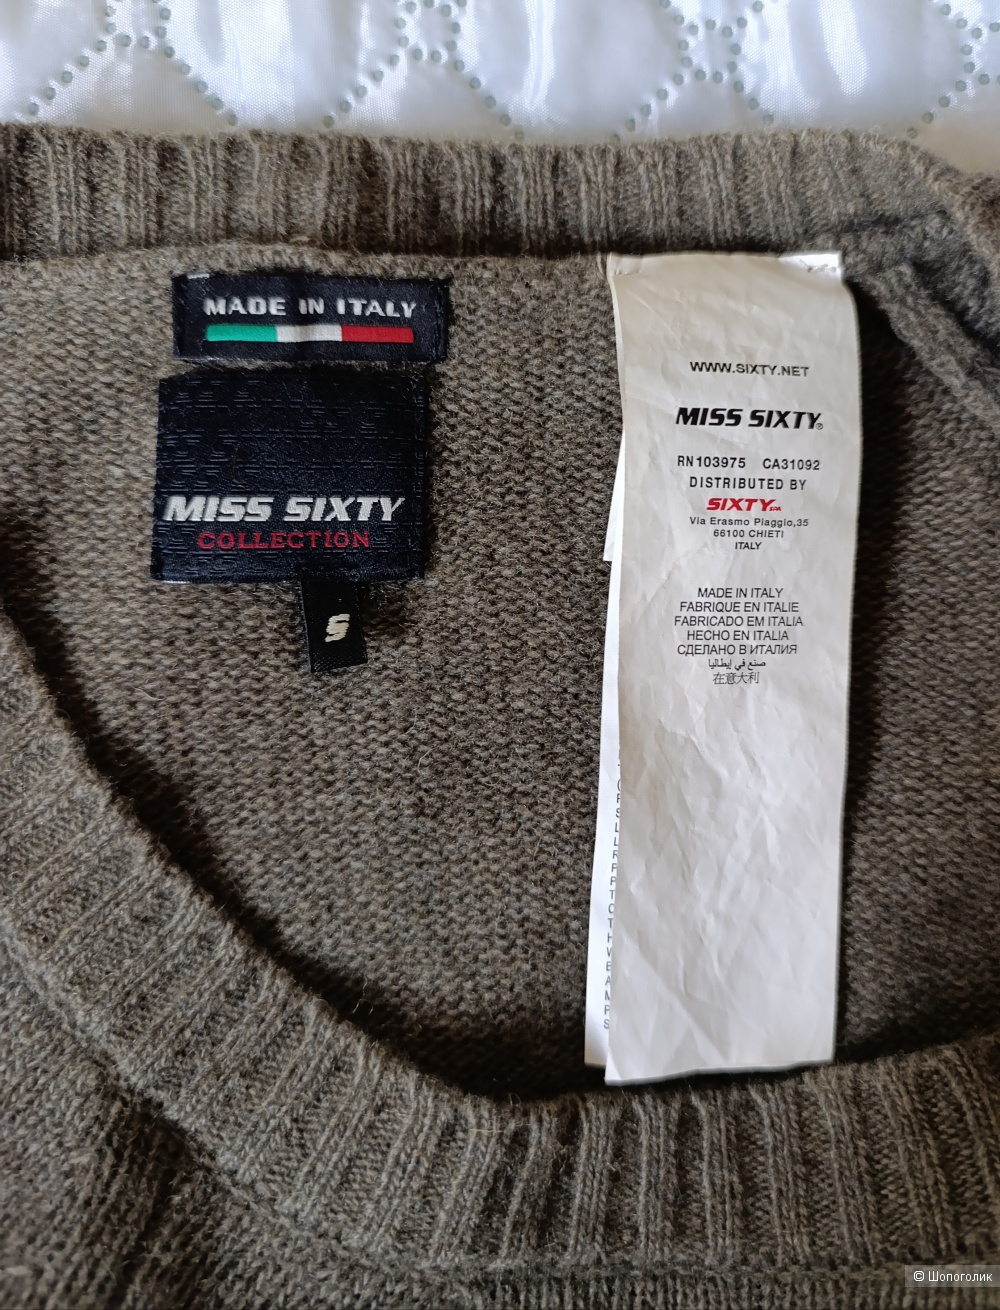 MADE IN ITALY
MISS SIXTY
COLLECTION
S
WWW.SIXTY.NET
MISS SIXTY®
RN103975 CA31092
DISTRIBUTED BY
SIXTY SPA
Via Erasmo Piaggio,35
66100 CHIETI
ITALY
MADE IN ITALY
FABRIQUE EN ITALIE
FABRICADO EM ITALIA
HECHO EN ITALIA
СДЕЛАНО В ИТАЛИЯ
صنع في إيطاليا
在意大利
© Шопоголик